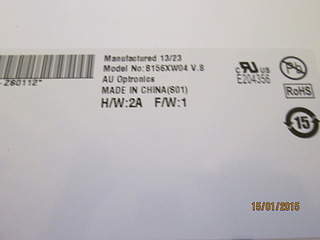 Manufactured 13/23
Model No:B156XW04 V.8
AU Optronics
MADE IN CHINA(S01)
H/W:2A F/W:1
Z60112"
E204356
Pb
RoHS
15
15/01/2015